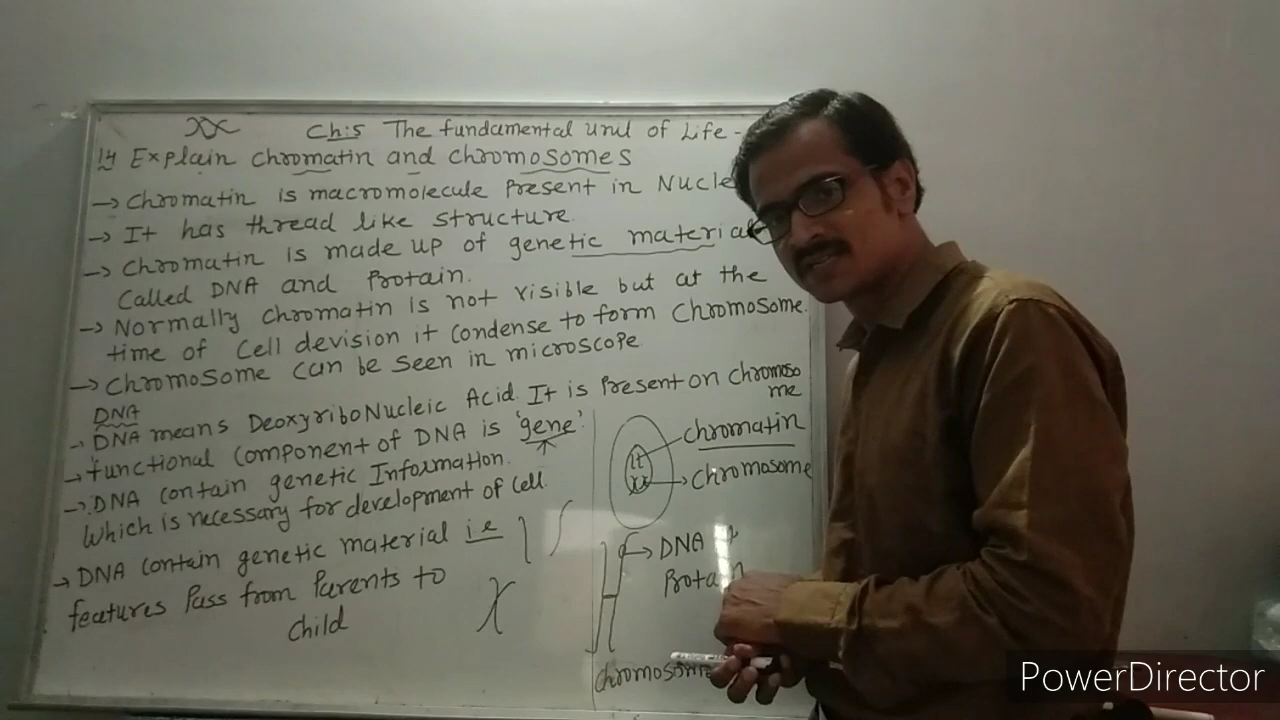 Ch:5 The fundamental unit of Life -
Explain chromatin and chromosomes
→ Chromatin is macromolecule Present in Nucle
→ It has thread like structure.
→ Chromatin is made up of genetic material
Called DNA and Protain.
→ Normally chromatin is not visible but at the
time of cell devision it condense to form Chromosome.
→ Chromosome can be seen in microscope
DNA
→ DNA means DeoxyriboNucleic Acid. It is Present on chromoso
me
→ functional component of DNA is 'gene'.
→ DNA contain genetic Information.
Which is necessary for development of cell
→ DNA contain genetic material i.e
features Pass from Parents to
child
chromatin
→ chromosome
→ DNA &
Prota n
chromosome
PowerDirector